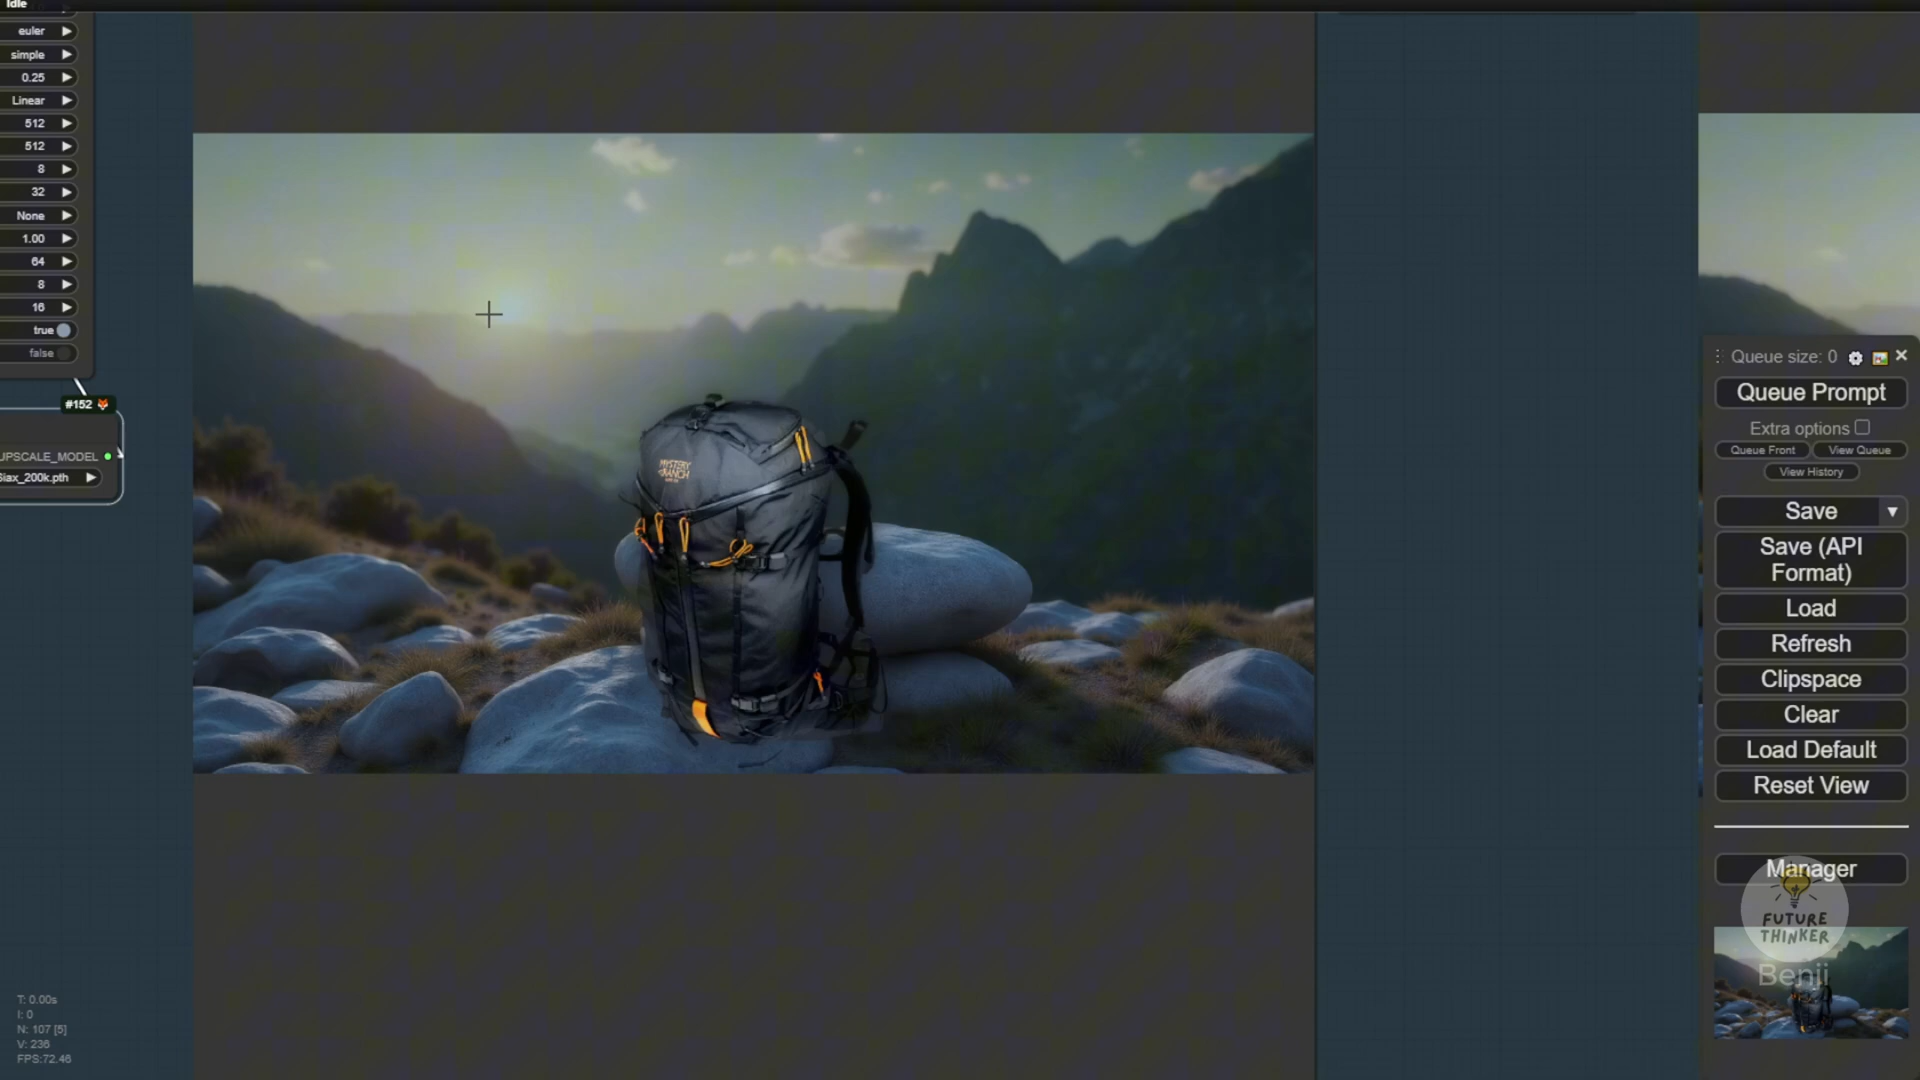 Idle
euler
simple
0.25
Linear
512
512
8
32
None
1.00
64
8
16
true
false
#152
UPSCALE_MODEL
Siax_200k.pth
MYSTERY
RANCH
Queue size: 0
Queue Prompt
Extra options
Queue Front
View Queue
View History
Save
Save (API
Format)
Load
Refresh
Clipspace
Clear
Load Default
Reset View
Manager
FUTURE
THINKER
Benji
T: 0.00s
I: 0
N: 107 [5]
V: 236
FPS:72.46